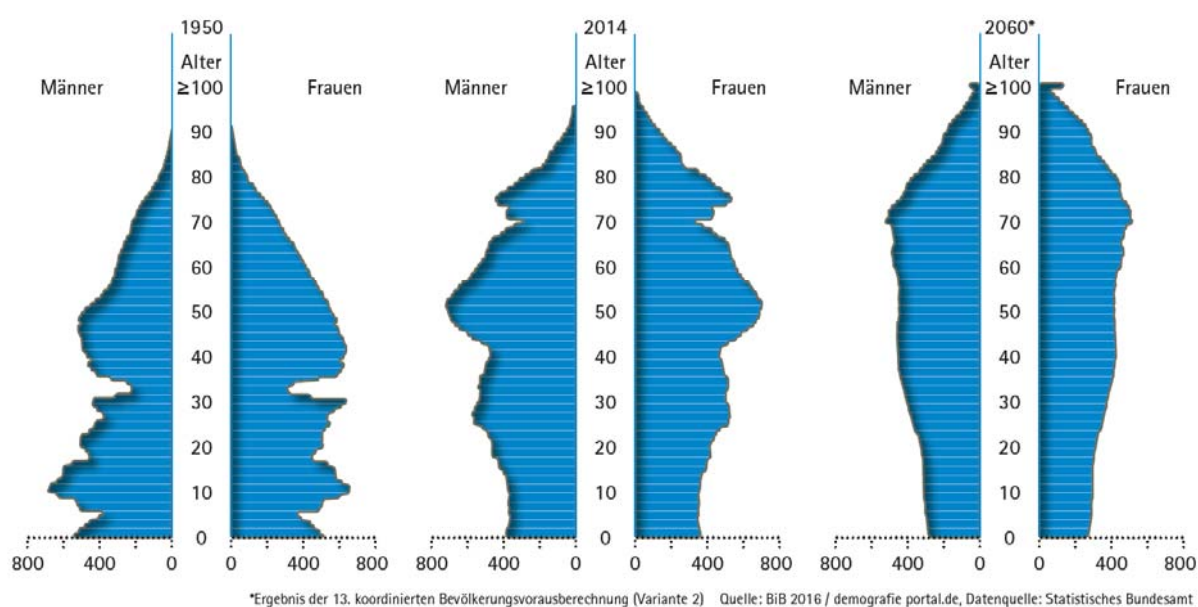 1950 2014 2060*
Alter Alter Alter
Männer ≥100 Frauen Männer ≥100 Frauen Männer ≥100 Frauen
90 90 90
80 80 80
70 70 70
60 60 60
50 50 50
40 40 40
30 30 30
20 20 20
10 10 10
0 0 0
800 400 0 0 400 800 800 400 0 0 400 800 800 400 0 0 400 800
*Ergebnis der 13. koordinierten Bevölkerungsvorausberechnung (Variante 2) Quelle: BiB 2016 / demografie portal.de, Datenquelle: Statistisches Bundesamt